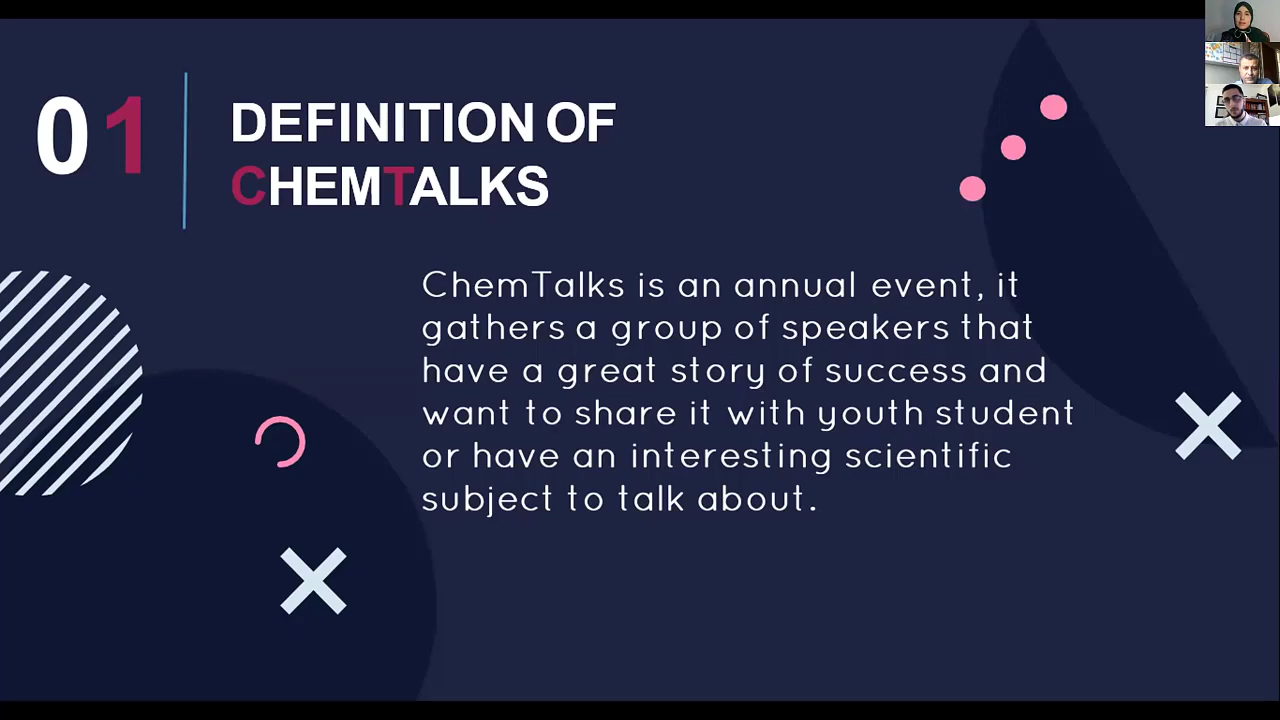 01
DEFINITION OF
CHEMTALKS
ChemTalks is an annual event, it
gathers a group of speakers that
have a great story of success and
want to share it with youth student
or have an interesting scientific
subject to talk about.